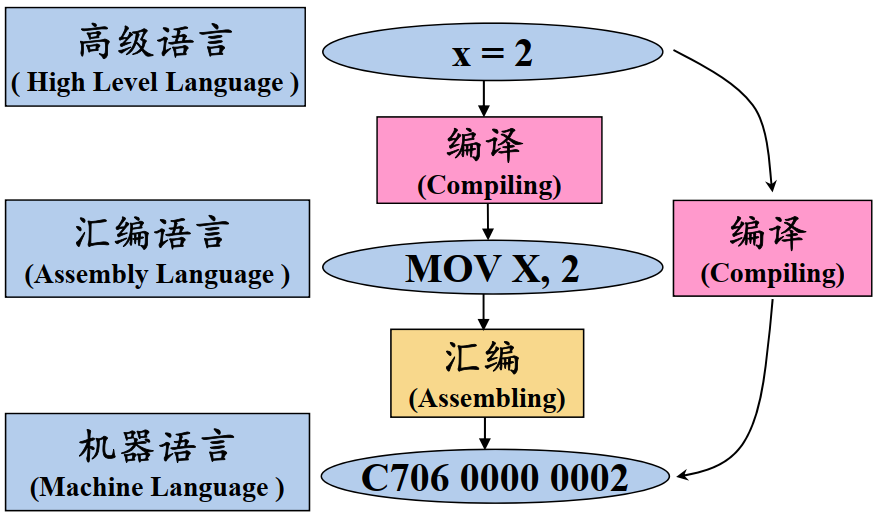 高级语言
( High Level Language )
x = 2
编译
(Compiling)
汇编语言
(Assembly Language )
MOV X, 2
编译
(Compiling)
汇编
(Assembling)
机器语言
(Machine Language )
C706 0000 0002